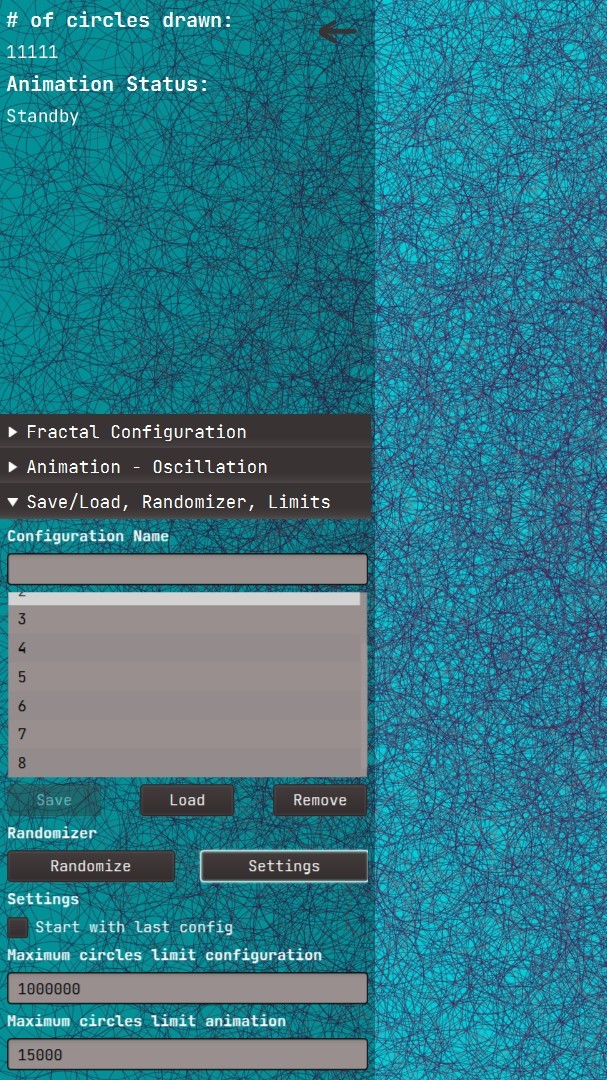 # of circles drawn:
11111
Animation Status:
Standby
Fractal Configuration
Animation - Oscillation
Save/Load, Randomizer, Limits
Configuration Name
2
3
4
5
6
7
8
Save Load Remove
Randomizer
Randomize Settings
Settings
Start with last config
Maximum circles limit configuration
1000000
Maximum circles limit animation
15000